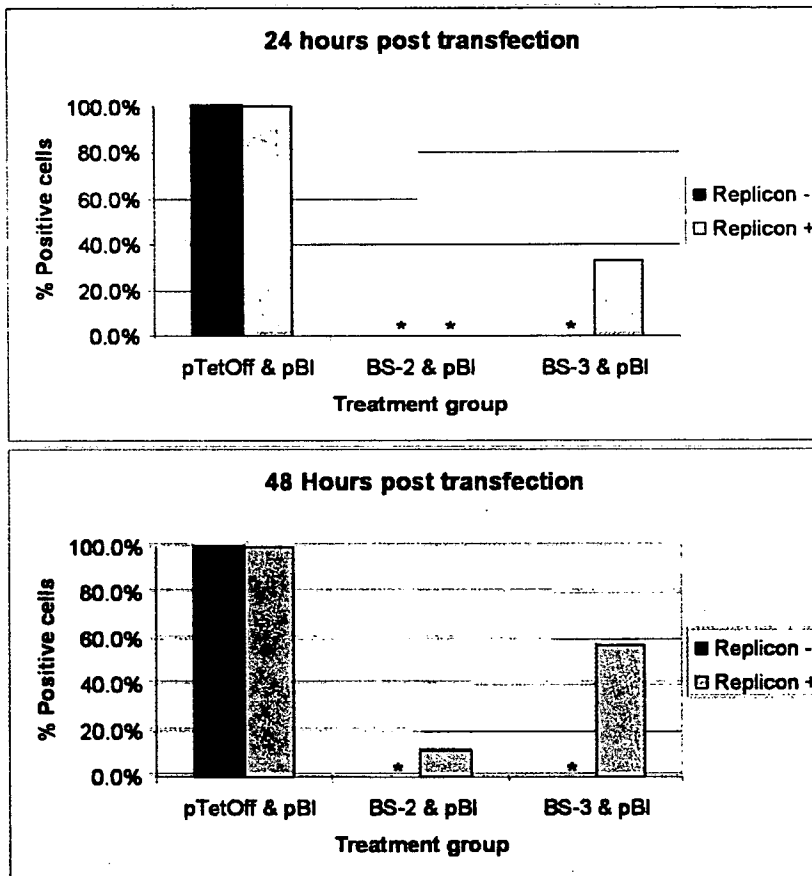 24 hours post transfection
100.0%
80.0%
60.0%
40.0%
20.0%
0.0%
% Positive cells
* * *
pTetOff & pBI BS-2 & pBI BS-3 & pBI
Treatment group
Replicon -
Replicon +
48 Hours post transfection
100.0%
80.0%
60.0%
40.0%
20.0%
0.0%
% Positive cells
* *
pTetOff & pBI BS-2 & pBI BS-3 & pBI
Treatment group
Replicon -
Replicon +